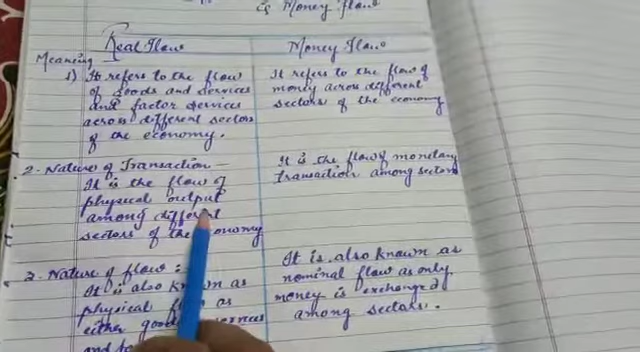 is Money flow
Real Flow
Money Flow
Meaning -
1) It refers to the flow
of goods and services
and factor services
across different sectors
of the economy.
It refers to the flow of
money across different
sectors of the economy
2. Nature of Transaction -
It is the flow of
physical output
among different
sectors of the economy
It is the flow of monetary
transaction among sectors
3. Nature of flow :
It is also known as
physical flow as
either goods services
and
It is also known as
nominal flow as only
money is exchanged
among sectors.